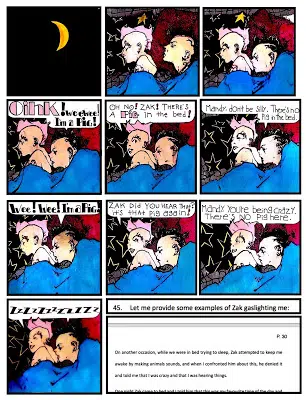 OiNK! wee! wee!
I'm a Pig!
OH NO! ZAK! THERE'S
A PIG in the bed!
Mandy don't be silly. There's no
Pig in the bed.
Wee! Wee! I'm a Pig.
ZAK DID YOU HEAR THAT?
it's that pig again!
Mandy You're being crazy.
THERE'S NO Pig HERE.
ZZZZZZZZZZ
45. Let me provide some examples of Zak gaslighting me:
P. 30
On another occasion, while we were in bed trying to sleep, Zak attempted to keep me
awake by making animals sounds, and when I confronted him about this, he denied it
and told me that I was crazy and that I was hearing things.